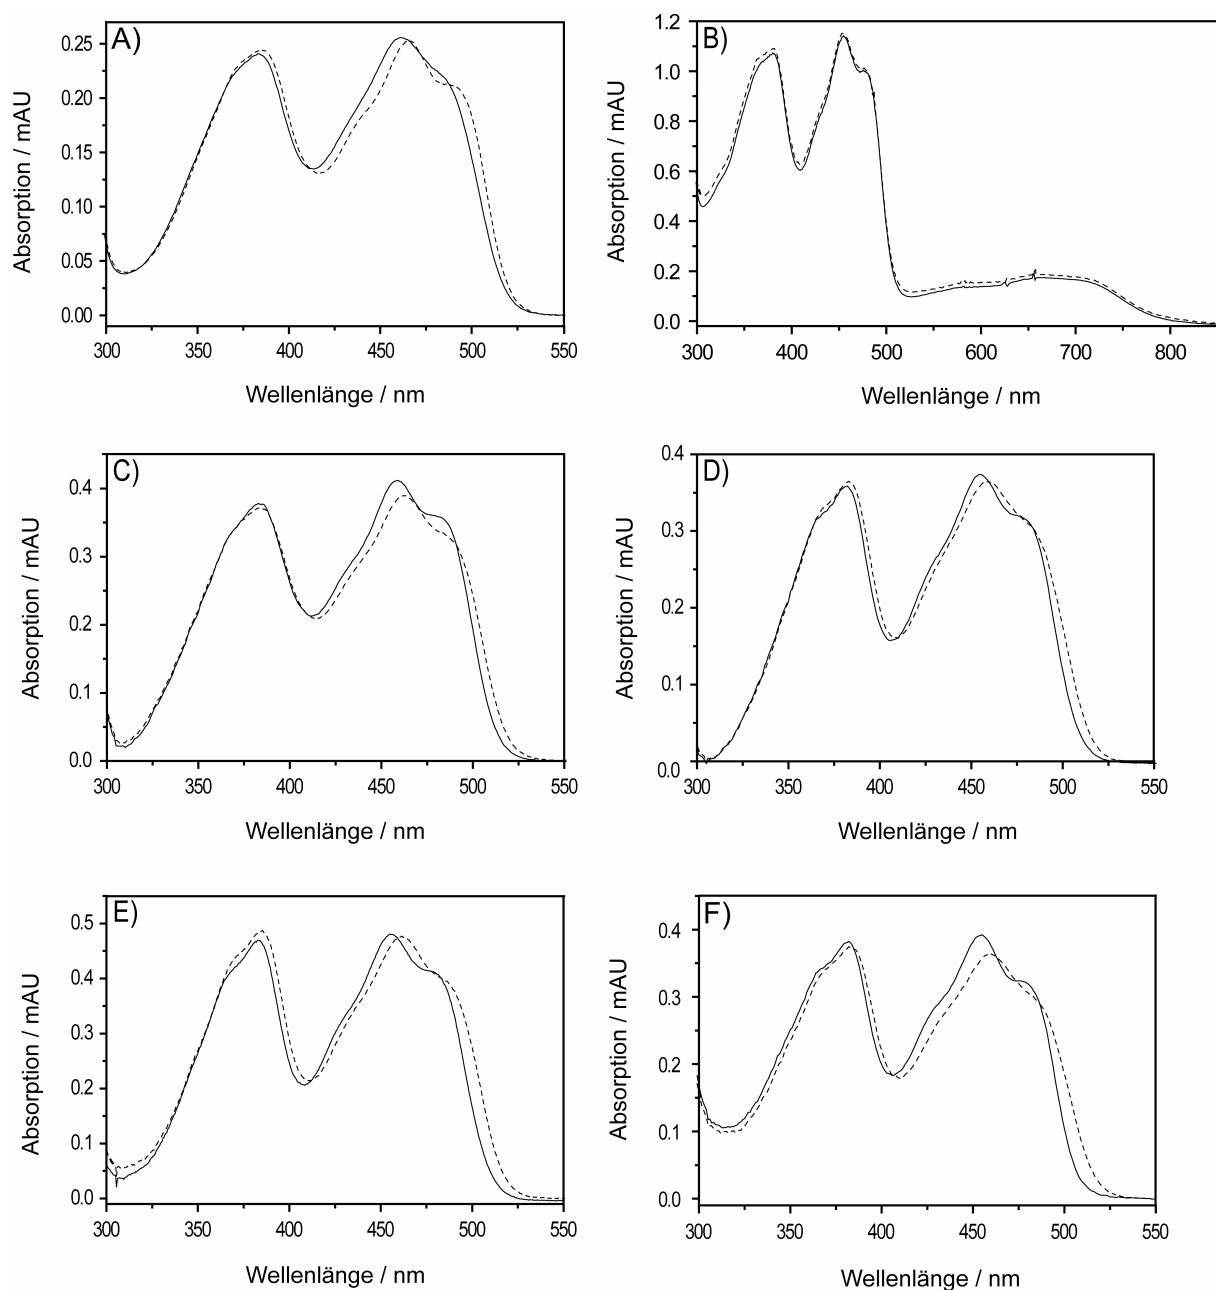 A)
Absorption / mAU
0.25
0.20
0.15
0.10
0.05
0.00
300 350 400 450 500 550
Wellenlänge / nm
B)
Absorption / mAU
1.2
1.0
0.8
0.6
0.4
0.2
0.0
300 400 500 600 700 800
Wellenlänge / nm
C)
Absorption / mAU
0.4
0.3
0.2
0.1
0.0
300 350 400 450 500 550
Wellenlänge / nm
D)
Absorption / mAU
0.4
0.3
0.2
0.1
0.0
300 350 400 450 500 550
Wellenlänge / nm
E)
Absorption / mAU
0.5
0.4
0.3
0.2
0.1
0.0
300 350 400 450 500 550
Wellenlänge / nm
F)
Absorption / mAU
0.4
0.3
0.2
0.1
0.0
300 350 400 450 500 550
Wellenlänge / nm